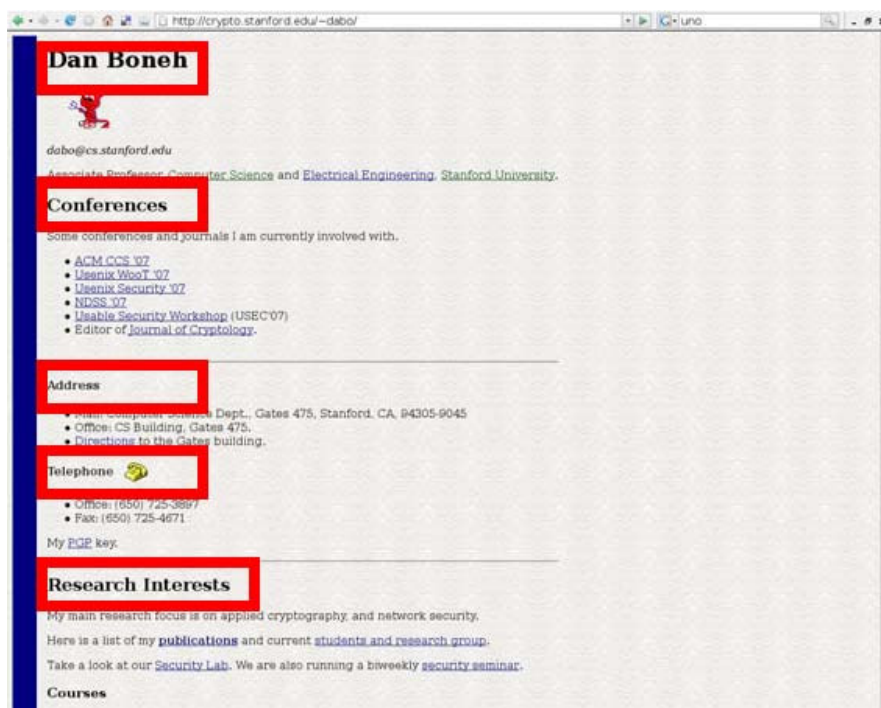 http://crypto.stanford.edu/~dabo/
uno
Dan Boneh
dabo@cs.stanford.edu
Associate Professor, Computer Science and Electrical Engineering, Stanford University.
Conferences
Some conferences and journals I am currently involved with.
• ACM CCS '07
• Usenix WooT '07
• Usenix Security '07
• NDSS '07
• Usable Security Workshop (USEC'07)
• Editor of Journal of Cryptology.
Address
• Mail: Computer Science Dept., Gates 475, Stanford, CA, 94305-9045
• Office: CS Building, Gates 475.
• Directions to the Gates building.
Telephone
• Office: (650) 725-3897
• Fax: (650) 725-4671
My PGP key.
Research Interests
My main research focus is on applied cryptography, and network security.
Here is a list of my publications and current students and research group.
Take a look at our Security Lab. We are also running a biweekly security seminar.
Courses